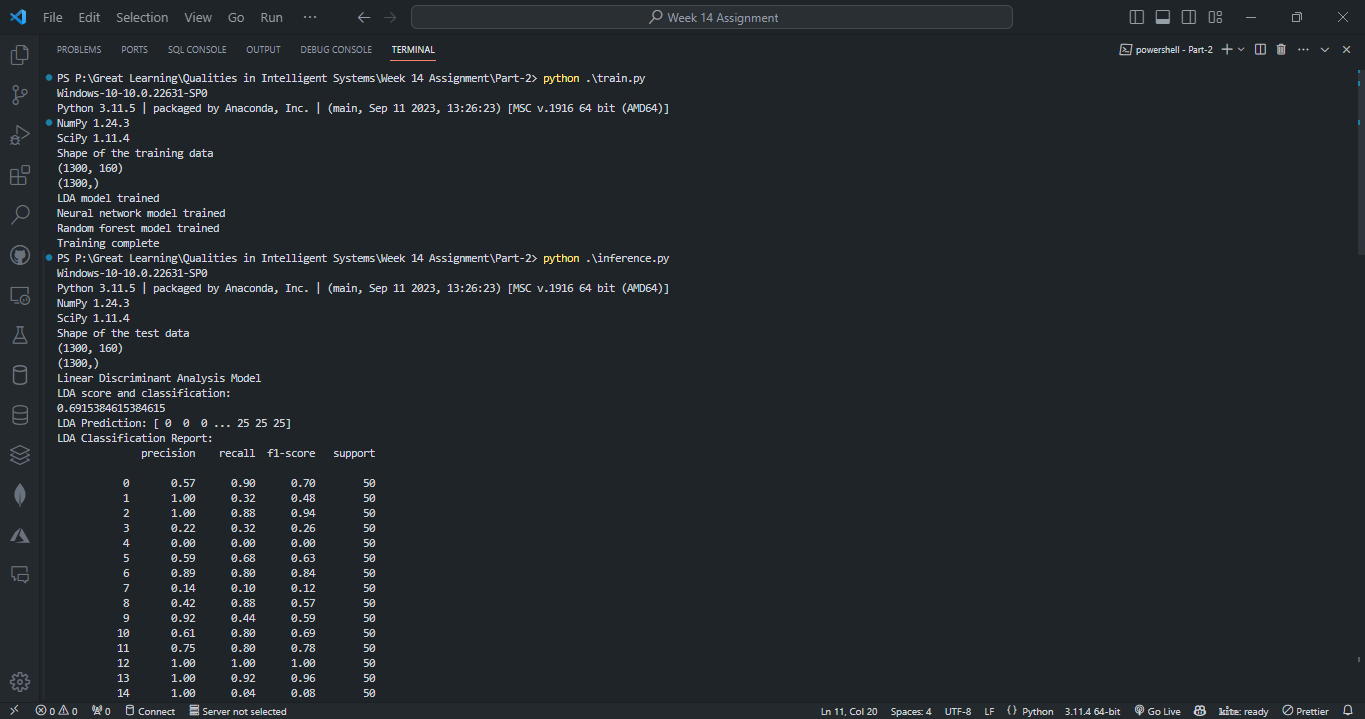 File Edit Selection View Go Run ··· Week 14 Assignment
PROBLEMS PORTS SQL CONSOLE OUTPUT DEBUG CONSOLE TERMINAL powershell - Part-2
PS P:\Great Learning\Qualities in Intelligent Systems\Week 14 Assignment\Part-2> python .\train.py
Windows-10-10.0.22631-SP0
Python 3.11.5 | packaged by Anaconda, Inc. | (main, Sep 11 2023, 13:26:23) [MSC v.1916 64 bit (AMD64)]
NumPy 1.24.3
SciPy 1.11.4
Shape of the training data
(1300, 160)
(1300,)
LDA model trained
Neural network model trained
Random forest model trained
Training complete
PS P:\Great Learning\Qualities in Intelligent Systems\Week 14 Assignment\Part-2> python .\inference.py
Windows-10-10.0.22631-SP0
Python 3.11.5 | packaged by Anaconda, Inc. | (main, Sep 11 2023, 13:26:23) [MSC v.1916 64 bit (AMD64)]
NumPy 1.24.3
SciPy 1.11.4
Shape of the test data
(1300, 160)
(1300,)
Linear Discriminant Analysis Model
LDA score and classification:
0.6915384615384615
LDA Prediction: [ 0  0  0 ... 25 25 25]
LDA Classification Report:
precision recall f1-score support
0 0.57 0.90 0.70 50
1 1.00 0.32 0.48 50
2 1.00 0.88 0.94 50
3 0.22 0.32 0.26 50
4 0.00 0.00 0.00 50
5 0.59 0.68 0.63 50
6 0.89 0.80 0.84 50
7 0.14 0.10 0.12 50
8 0.42 0.88 0.57 50
9 0.92 0.44 0.59 50
10 0.61 0.80 0.69 50
11 0.75 0.80 0.78 50
12 1.00 1.00 1.00 50
13 1.00 0.92 0.96 50
14 1.00 0.04 0.08 50
0 0 0 Connect Server not selected Ln 11, Col 20 Spaces: 4 UTF-8 LF Python 3.11.4 64-bit Go Live kite: ready Prettier